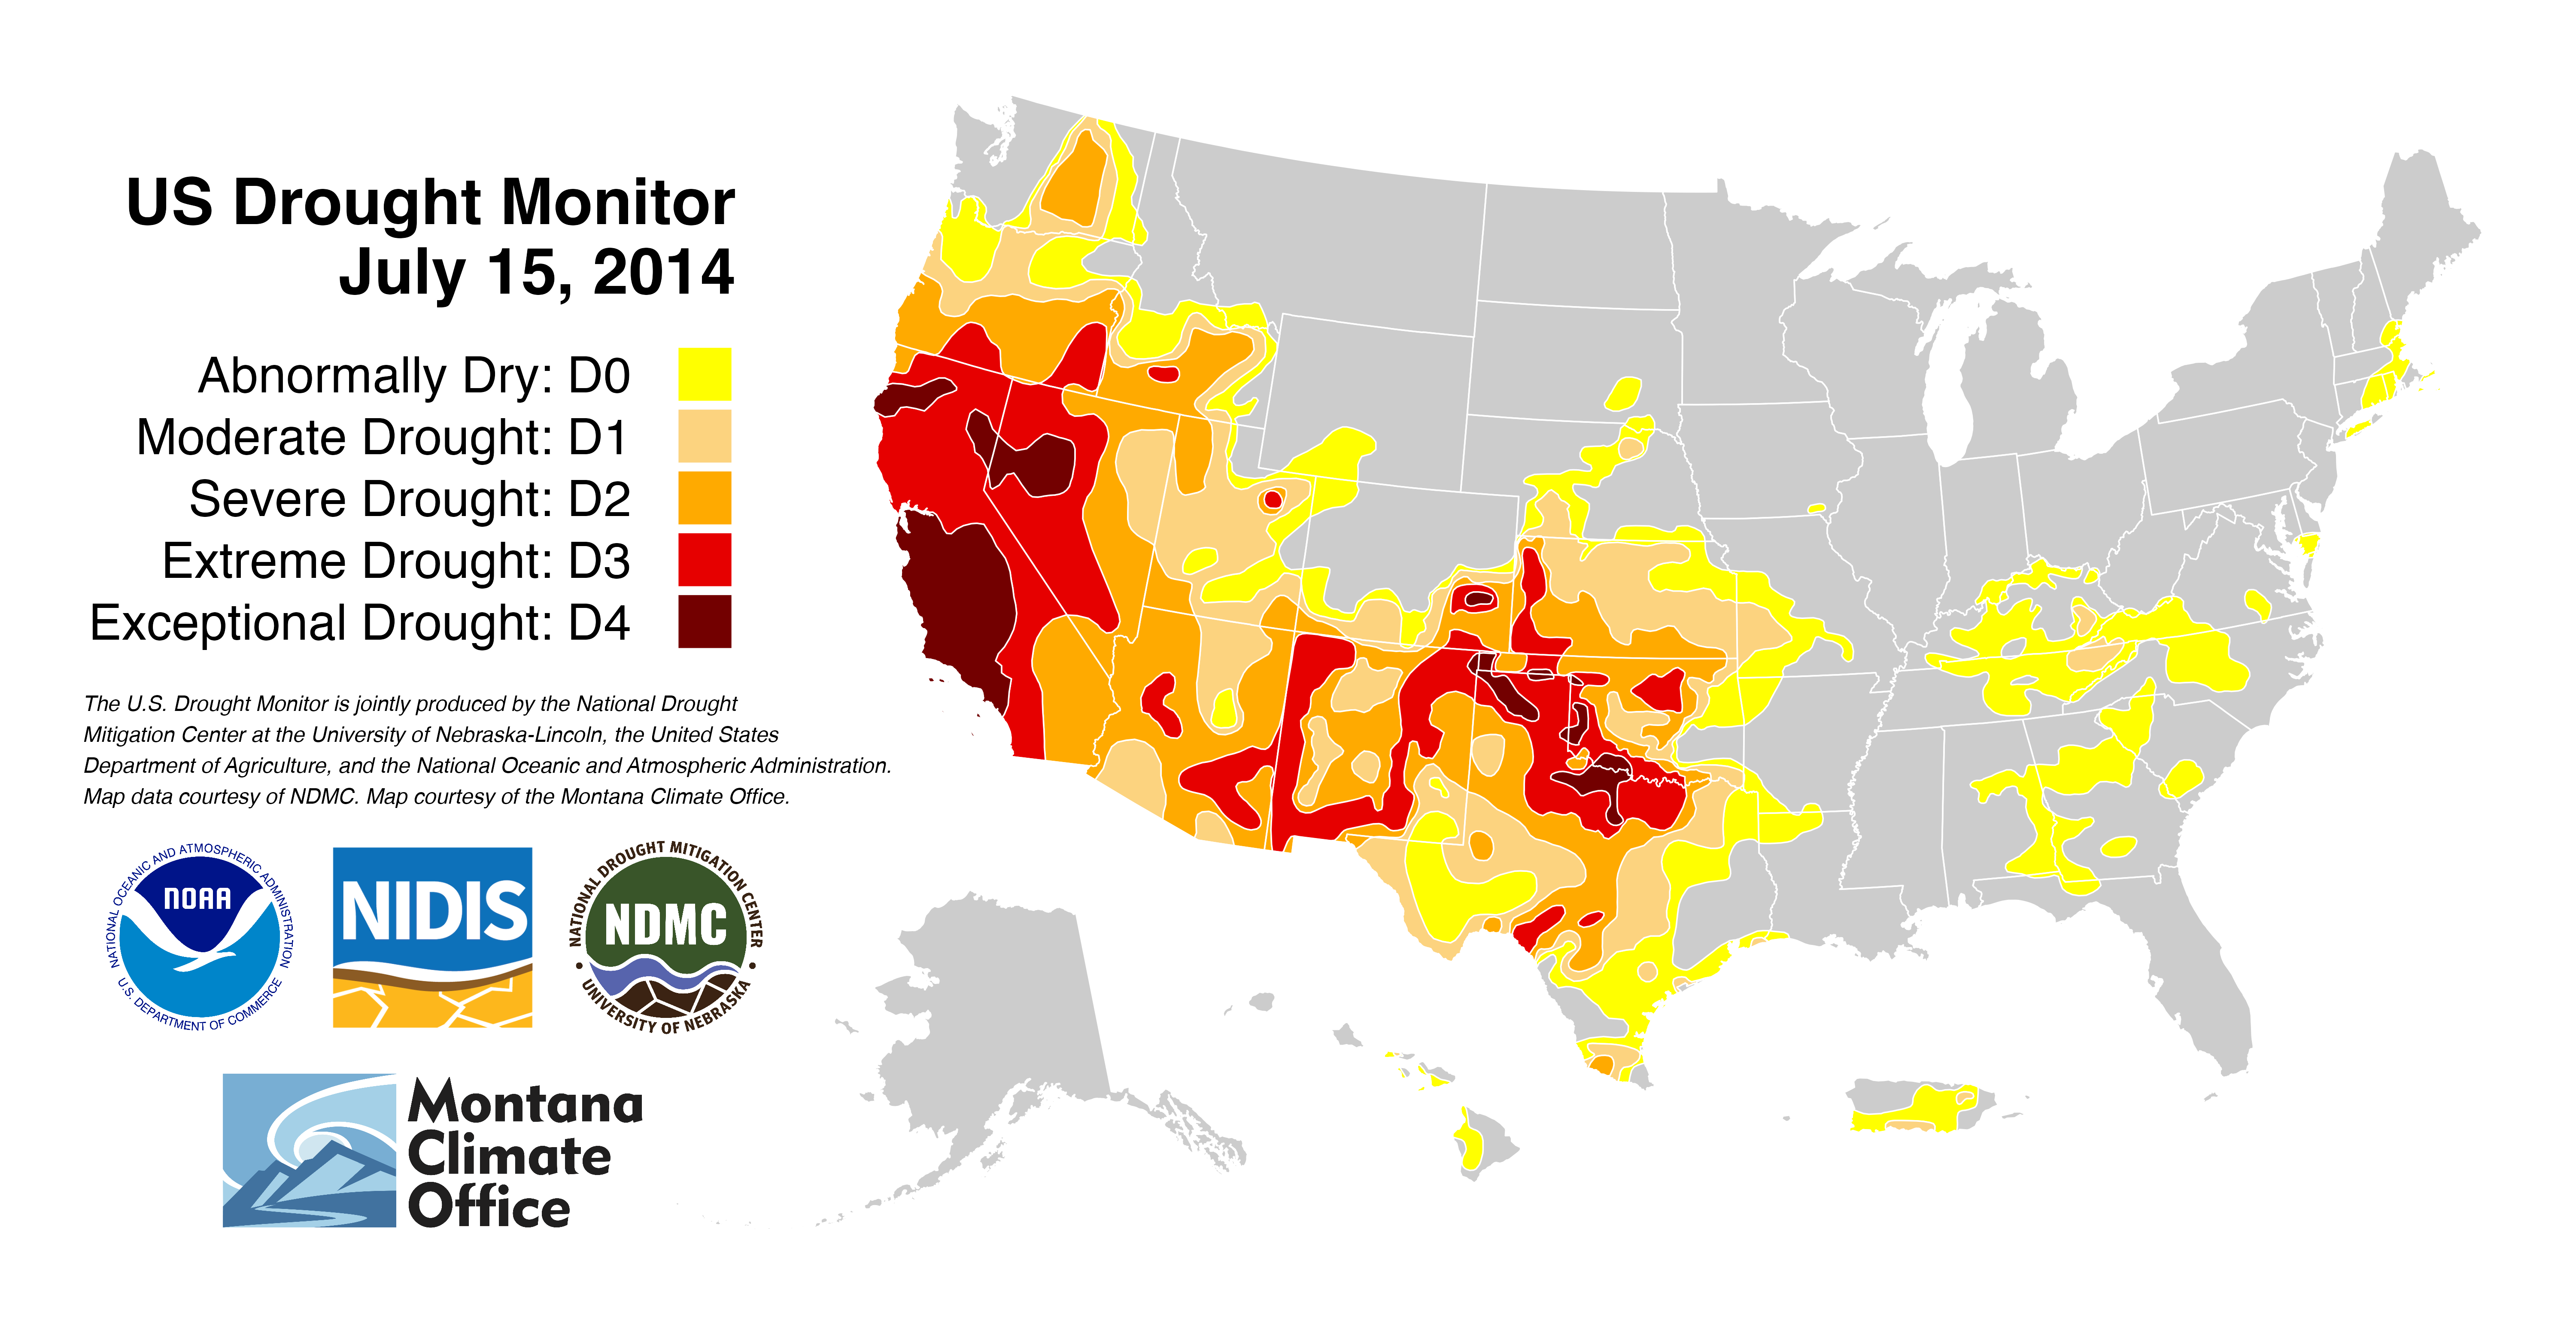 US Drought Monitor
July 15, 2014
Abnormally Dry: D0
Moderate Drought: D1
Severe Drought: D2
Extreme Drought: D3
Exceptional Drought: D4
The U.S. Drought Monitor is jointly produced by the National Drought
Mitigation Center at the University of Nebraska-Lincoln, the United States
Department of Agriculture, and the National Oceanic and Atmospheric Administration.
Map data courtesy of NDMC. Map courtesy of the Montana Climate Office.
NATIONAL OCEANIC AND ATMOSPHERIC ADMINISTRATION
NOAA
U.S. DEPARTMENT OF COMMERCE
NIDIS
NATIONAL DROUGHT MITIGATION CENTER
NDMC
UNIVERSITY OF NEBRASKA
Montana
Climate
Office